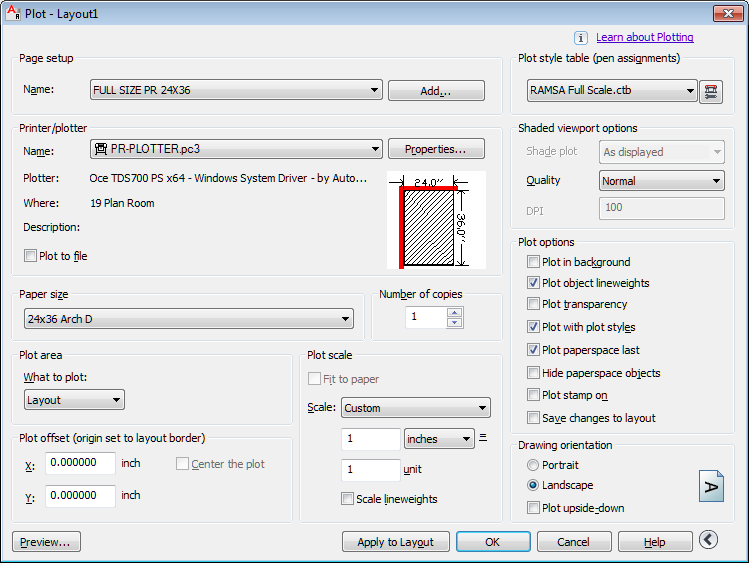 Plot - Layout1
Learn about Plotting
Page setup
Name:
FULL SIZE PR 24X36
Add...
Plot style table (pen assignments)
RAMSA Full Scale.ctb
Printer/plotter
Name:
PR-PLOTTER.pc3
Properties...
Plotter:
Oce TDS700 PS x64 - Windows System Driver - by Auto...
Where:
19 Plan Room
Description:
Plot to file
24.0''
36.0''
Shaded viewport options
Shade plot
As displayed
Quality
Normal
DPI
100
Paper size
24x36 Arch D
Number of copies
1
Plot options
Plot in background
Plot object lineweights
Plot transparency
Plot with plot styles
Plot paperspace last
Hide paperspace objects
Plot stamp on
Save changes to layout
Plot area
What to plot:
Layout
Plot scale
Fit to paper
Scale:
Custom
1
inches
=
1
unit
Scale lineweights
Plot offset (origin set to layout border)
X:
0.000000
inch
Center the plot
Y:
0.000000
inch
Drawing orientation
Portrait
Landscape
Plot upside-down
A
Preview...
Apply to Layout
OK
Cancel
Help